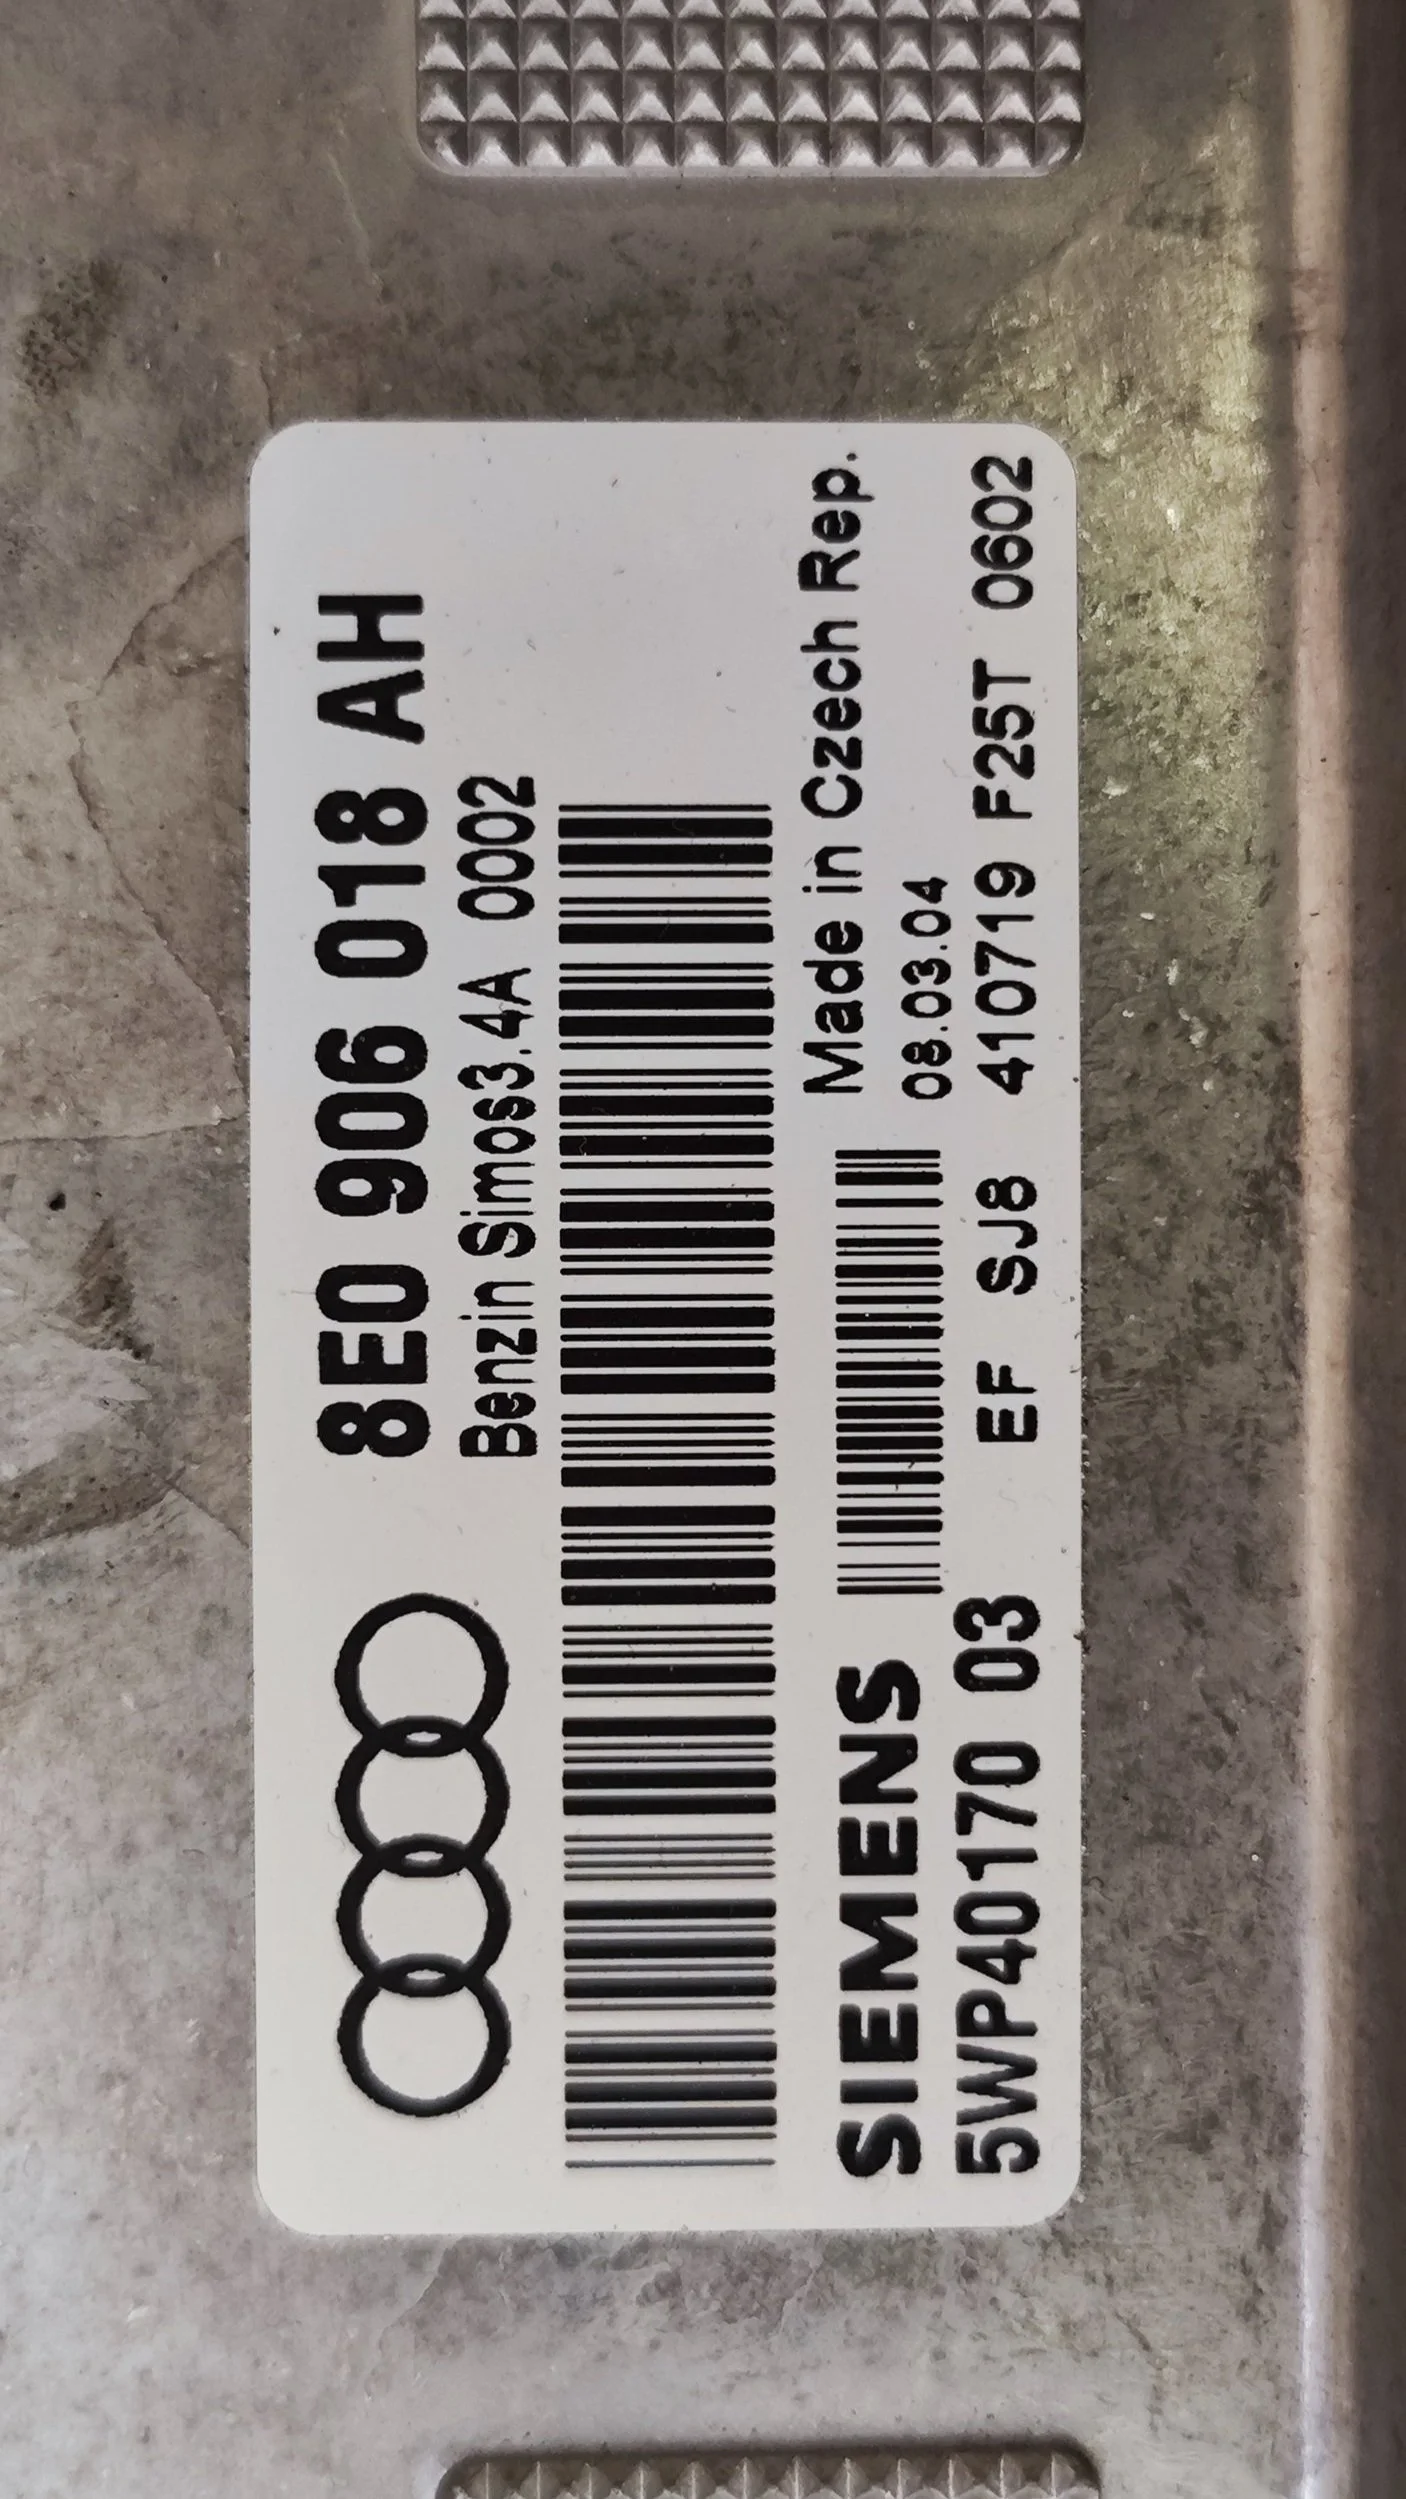 8E0 906 018 AH
Benzin Simos3.4A 0002
SIEMENS
Made in Czech Rep.
08.03.04
5WP40170 03 EF SJ8 410719 F25T 0602